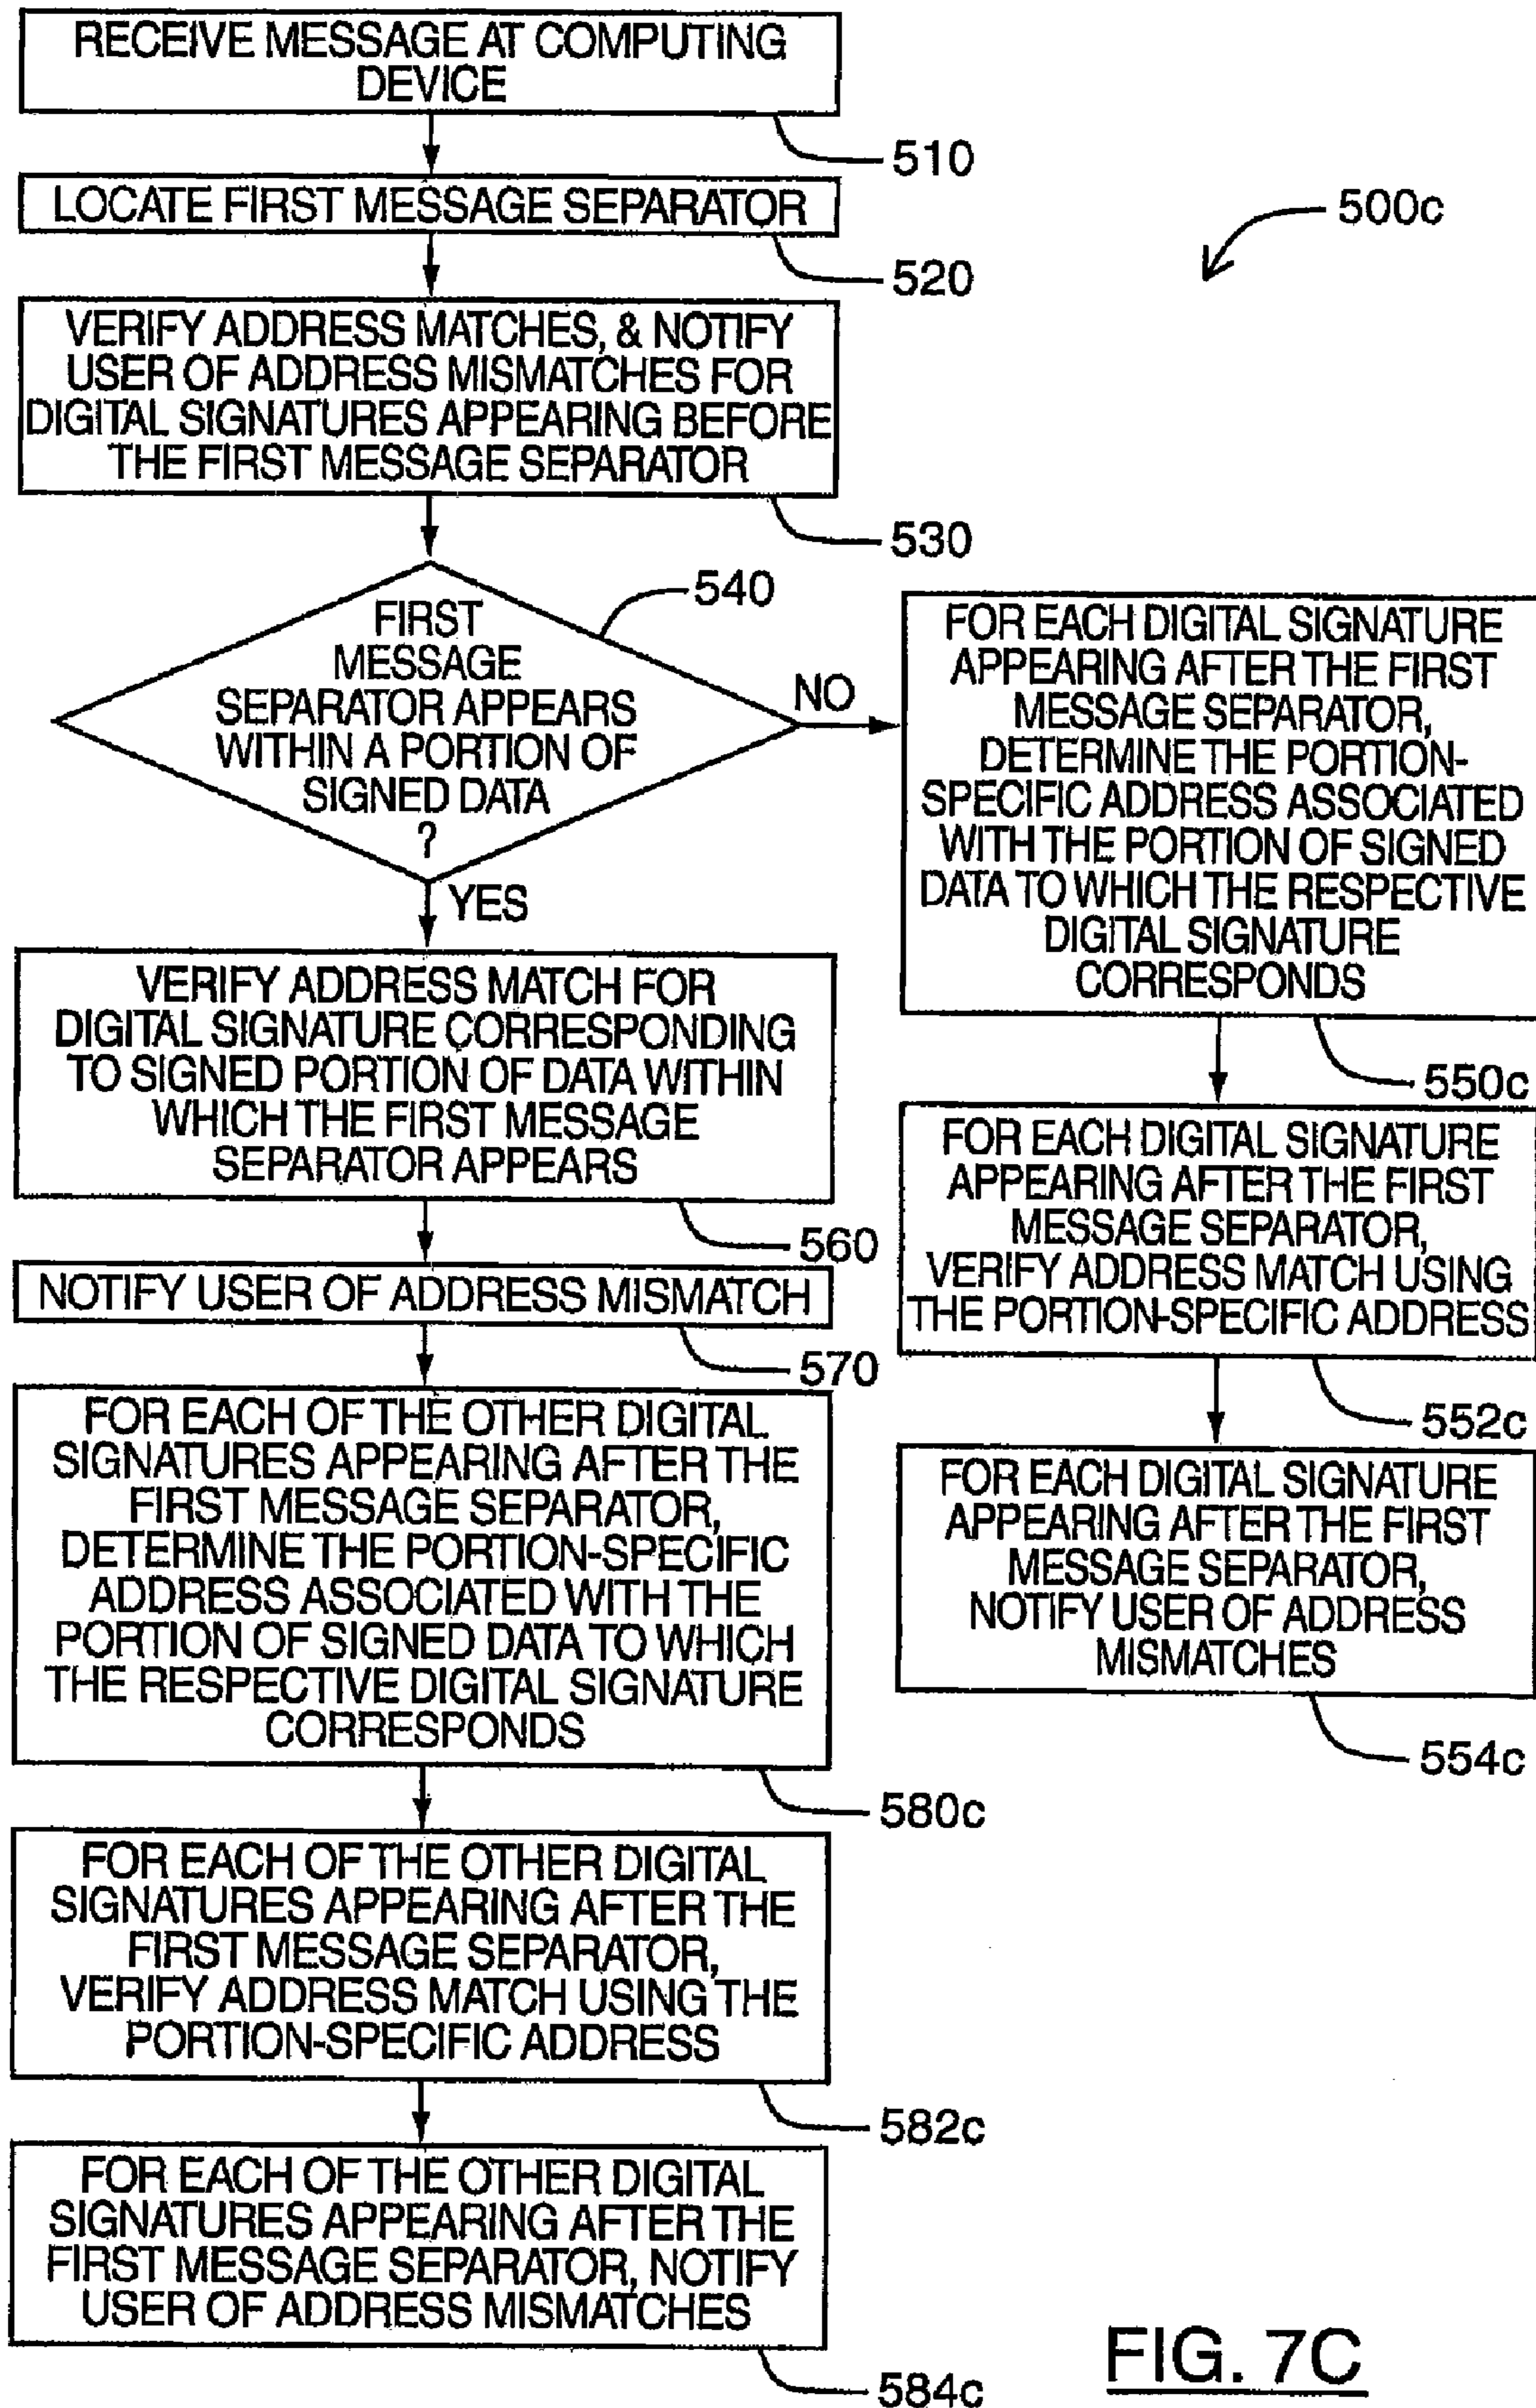 RECEIVE MESSAGE AT COMPUTING
DEVICE
510
LOCATE FIRST MESSAGE SEPARATOR
520
500c
VERIFY ADDRESS MATCHES, & NOTIFY
USER OF ADDRESS MISMATCHES FOR
DIGITAL SIGNATURES APPEARING BEFORE
THE FIRST MESSAGE SEPARATOR
530
FIRST
MESSAGE
SEPARATOR APPEARS
WITHIN A PORTION OF
SIGNED DATA
?
540
NO
YES
FOR EACH DIGITAL SIGNATURE
APPEARING AFTER THE FIRST
MESSAGE SEPARATOR,
DETERMINE THE PORTION-
SPECIFIC ADDRESS ASSOCIATED
WITH THE PORTION OF SIGNED
DATA TO WHICH THE RESPECTIVE
DIGITAL SIGNATURE
CORRESPONDS
550c
FOR EACH DIGITAL SIGNATURE
APPEARING AFTER THE FIRST
MESSAGE SEPARATOR,
VERIFY ADDRESS MATCH USING
THE PORTION-SPECIFIC ADDRESS
552c
FOR EACH DIGITAL SIGNATURE
APPEARING AFTER THE FIRST
MESSAGE SEPARATOR,
NOTIFY USER OF ADDRESS
MISMATCHES
554c
VERIFY ADDRESS MATCH FOR
DIGITAL SIGNATURE CORRESPONDING
TO SIGNED PORTION OF DATA WITHIN
WHICH THE FIRST MESSAGE
SEPARATOR APPEARS
560
NOTIFY USER OF ADDRESS MISMATCH
570
FOR EACH OF THE OTHER DIGITAL
SIGNATURES APPEARING AFTER THE
FIRST MESSAGE SEPARATOR,
DETERMINE THE PORTION-SPECIFIC
ADDRESS ASSOCIATED WITH THE
PORTION OF SIGNED DATA TO WHICH
THE RESPECTIVE DIGITAL SIGNATURE
CORRESPONDS
580c
FOR EACH OF THE OTHER DIGITAL
SIGNATURES APPEARING AFTER THE
FIRST MESSAGE SEPARATOR,
VERIFY ADDRESS MATCH USING THE
PORTION-SPECIFIC ADDRESS
582c
FOR EACH OF THE OTHER DIGITAL
SIGNATURES APPEARING AFTER THE
FIRST MESSAGE SEPARATOR, NOTIFY
USER OF ADDRESS MISMATCHES
584c
FIG. 7C